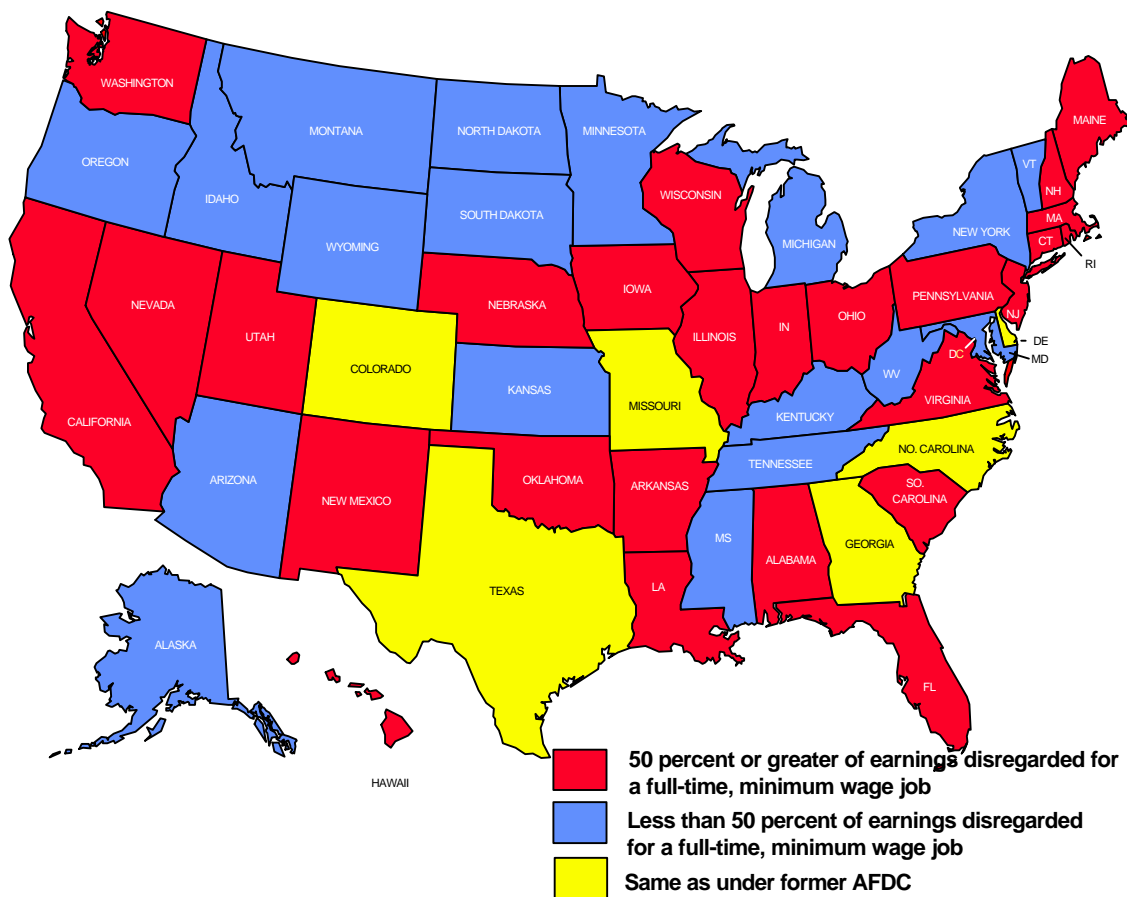 WASHINGTON
MAINE
MONTANA
NORTH DAKOTA
MINNESOTA
OREGON
VT
IDAHO
WISCONSIN
NH
SOUTH DAKOTA
MA
WYOMING
MICHIGAN
NEW YORK
CT
RI
IOWA
PENNSYLVANIA
NEBRASKA
NEVADA
OHIO
NJ
UTAH
ILLINOIS
IN
DE
DC
MD
COLORADO
WV
KANSAS
MISSOURI
VIRGINIA
CALIFORNIA
KENTUCKY
NO. CAROLINA
TENNESSEE
ARIZONA
OKLAHOMA
ARKANSAS
SO.
CAROLINA
NEW MEXICO
MS
GEORGIA
ALABAMA
TEXAS
LA
ALASKA
FL
HAWAII
50 percent or greater of earnings disregarded for
a full-time, minimum wage job
Less than 50 percent of earnings disregarded
for a full-time, minimum wage job
Same as under former AFDC